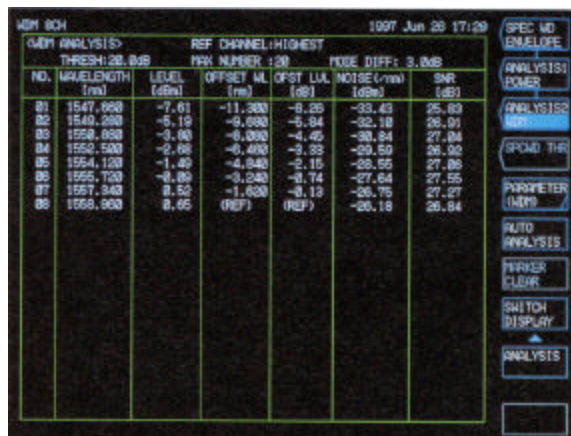 WDM 8CH 1997 Jun 26 17:29
<WDM ANALYSIS> REF CHANNEL:HIGHEST
THRESH:20.0dB MAX NUMBER :20 MODE DIFF: 3.0dB
NO. WAVELENGTH LEVEL OFFSET WL OFST LVL NOISE(/nm) SNR
[nm] [dBm] [nm] [dB] [dBm] [dB]
01 1547.660 -7.61 -11.300 -8.26 -33.43 25.83
02 1549.280 -5.19 -9.680 -5.84 -32.10 26.91
03 1550.880 -3.80 -8.080 -4.45 -30.84 27.04
04 1552.500 -2.68 -6.460 -3.33 -29.59 26.92
05 1554.120 -1.49 -4.840 -2.15 -28.55 27.06
06 1555.720 -0.09 -3.240 -0.74 -27.64 27.55
07 1557.340 0.52 -1.620 -0.13 -26.75 27.27
08 1558.960 0.65 (REF) (REF) -26.18 26.84
SPEC WD
ENVELOPE
ANALYSIS1
POWER
ANALYSIS2
WDM
SPCWD THR
PARAMETER
(WDM)
AUTO
ANALYSIS
MARKER
CLEAR
SWITCH
DISPLAY
ANALYSIS